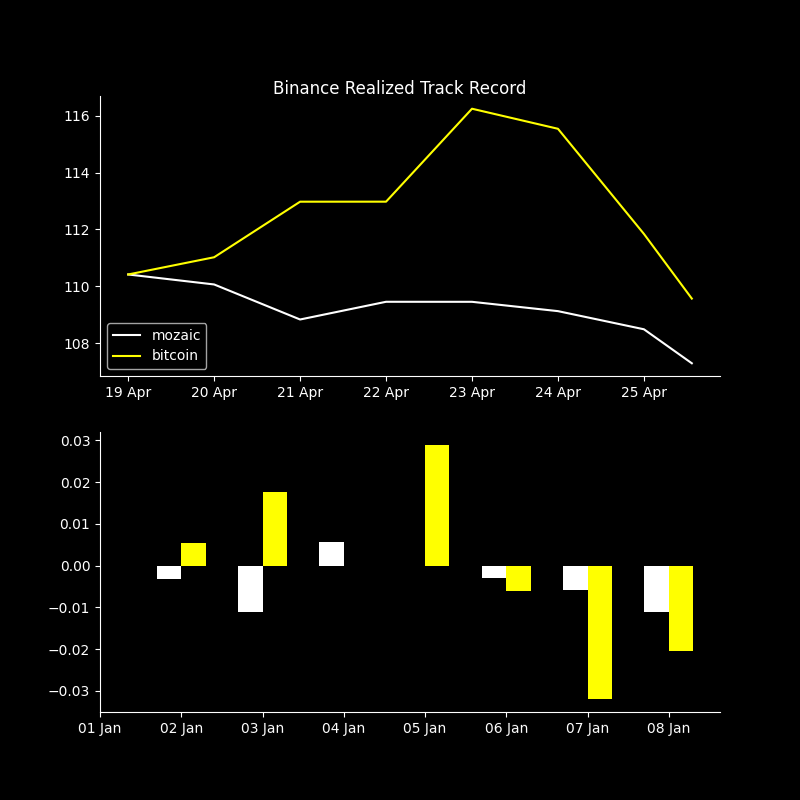 Binance Realized Track Record
116
114
112
110
108
mozaic
bitcoin
19 Apr 20 Apr 21 Apr 22 Apr 23 Apr 24 Apr 25 Apr
0.03
0.02
0.01
0.00
−0.01
−0.02
−0.03
01 Jan 02 Jan 03 Jan 04 Jan 05 Jan 06 Jan 07 Jan 08 Jan